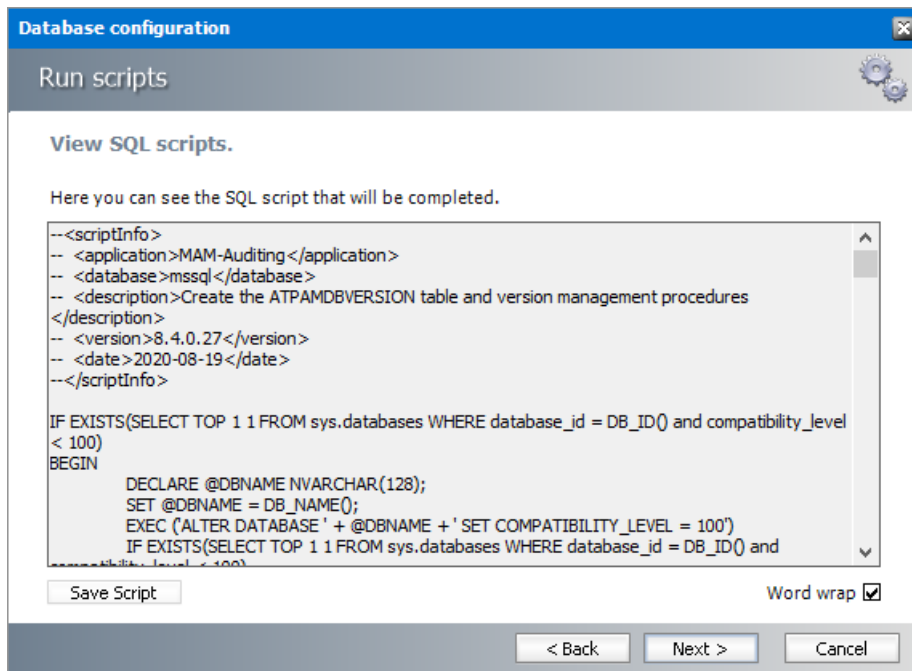 Database configuration
Run scripts
View SQL scripts.
Here you can see the SQL script that will be completed.
--<scriptInfo>
-- <application>MAM-Auditing</application>
-- <database>mssql</database>
-- <description>Create the ATPAMDBVERSION table and version management procedures
</description>
-- <version>8.4.0.27</version>
-- <date>2020-08-19</date>
--</scriptInfo>
IF EXISTS(SELECT TOP 1 1 FROM sys.databases WHERE database_id = DB_ID() and compatibility_level
< 100)
BEGIN
DECLARE @DBNAME NVARCHAR(128);
SET @DBNAME = DB_NAME();
EXEC ('ALTER DATABASE ' + @DBNAME + ' SET COMPATIBILITY_LEVEL = 100')
IF EXISTS(SELECT TOP 1 1 FROM sys.databases WHERE database_id = DB_ID() and
compatibility_level < 100)
Save Script
Word wrap
< Back
Next >
Cancel